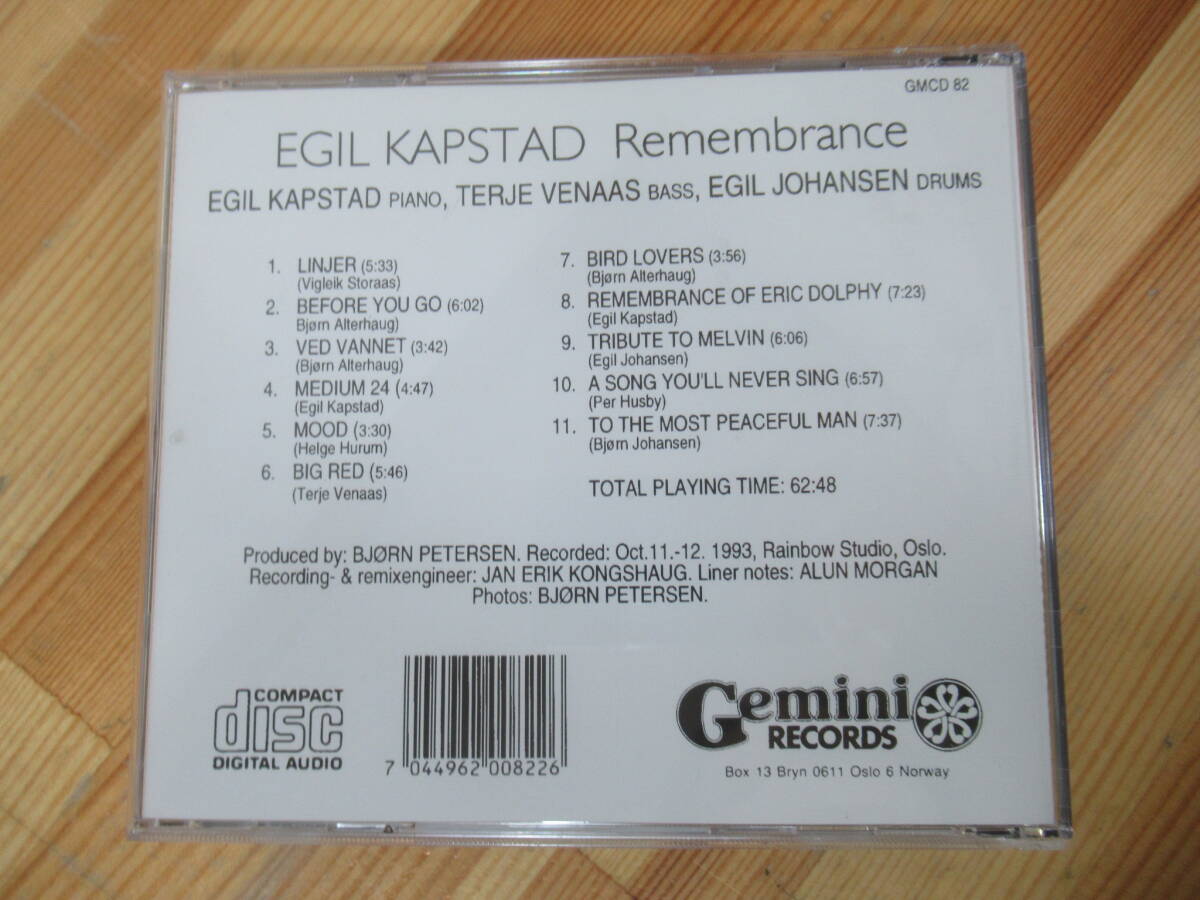 GMCD 82
EGIL KAPSTAD Remembrance
EGIL KAPSTAD PIANO, TERJE VENAAS BASS, EGIL JOHANSEN DRUMS
1. LINJER (5:33)
(Vigleik Storaas)
2. BEFORE YOU GO (6:02)
Bjørn Alterhaug)
3. VED VANNET (3:42)
(Bjørn Alterhaug)
4. MEDIUM 24 (4:47)
(Egil Kapstad)
5. MOOD (3:30)
(Helge Hurum)
6. BIG RED (5:46)
(Terje Venaas)
7. BIRD LOVERS (3:56)
(Bjørn Alterhaug)
8. REMEMBRANCE OF ERIC DOLPHY (7:23)
(Egil Kapstad)
9. TRIBUTE TO MELVIN (6:06)
(Egil Johansen)
10. A SONG YOU'LL NEVER SING (6:57)
(Per Husby)
11. TO THE MOST PEACEFUL MAN (7:37)
(Bjørn Johansen)
TOTAL PLAYING TIME: 62:48
Produced by: BJØRN PETERSEN. Recorded: Oct.11.-12. 1993, Rainbow Studio, Oslo.
Recording- & remixengineer: JAN ERIK KONGSHAUG. Liner notes: ALUN MORGAN
Photos: BJØRN PETERSEN.
COMPACT
disc
DIGITAL AUDIO
7 044962 008226
Gemini
RECORDS
Box 13 Bryn 0611 Oslo 6 Norway